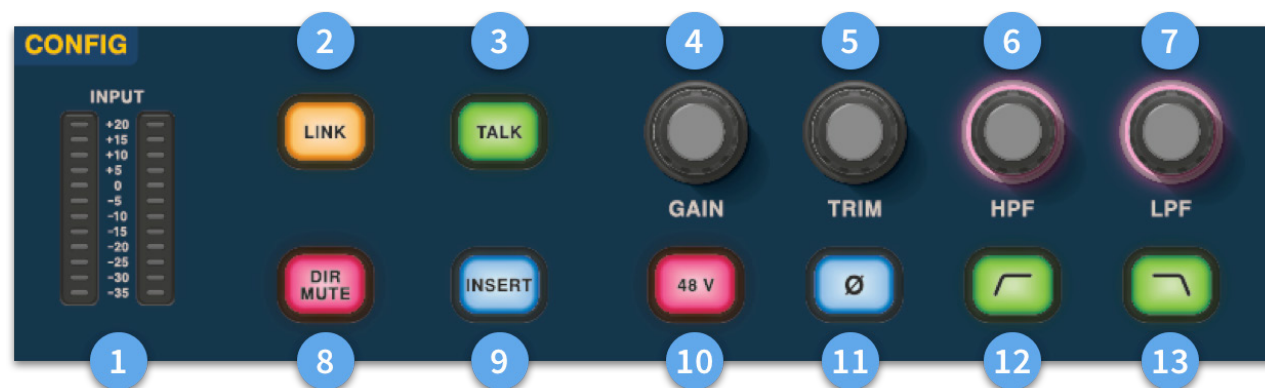 CONFIG
2 3 4 5 6 7
INPUT
+20
+15
+10
+5
0
−5
−10
−15
−20
−25
−30
−35
LINK
TALK
GAIN
TRIM
HPF
LPF
DIR
MUTE
INSERT
48 V
Ø
1 8 9 10 11 12 13